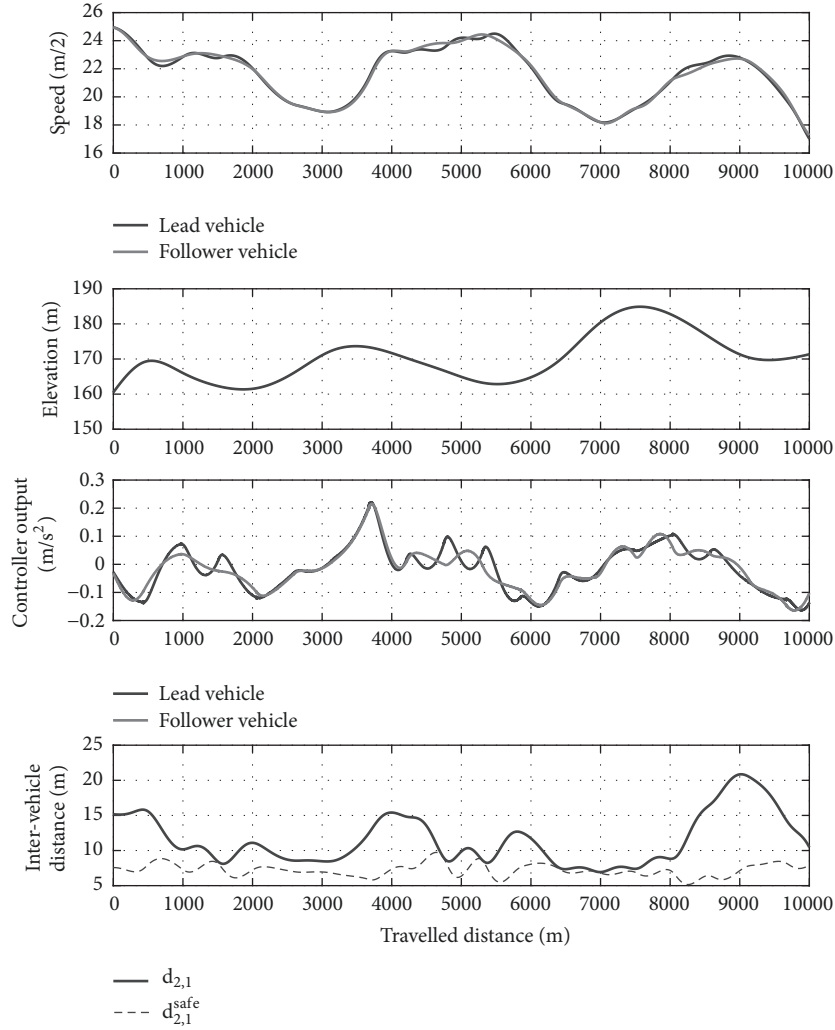 Speed (m/2)
26
24
22
20
18
16
0 1000 2000 3000 4000 5000 6000 7000 8000 9000 10000
Lead vehicle
Follower vehicle
Elevation (m)
190
180
170
160
150
0 1000 2000 3000 4000 5000 6000 7000 8000 9000 10000
Controller output
(m/s²)
0.3
0.2
0.1
0
−0.1
−0.2
0 1000 2000 3000 4000 5000 6000 7000 8000 9000 10000
Lead vehicle
Follower vehicle
Inter-vehicle
distance (m)
25
20
15
10
5
0 1000 2000 3000 4000 5000 6000 7000 8000 9000 10000
Travelled distance (m)
d2,1
d2,1 safe